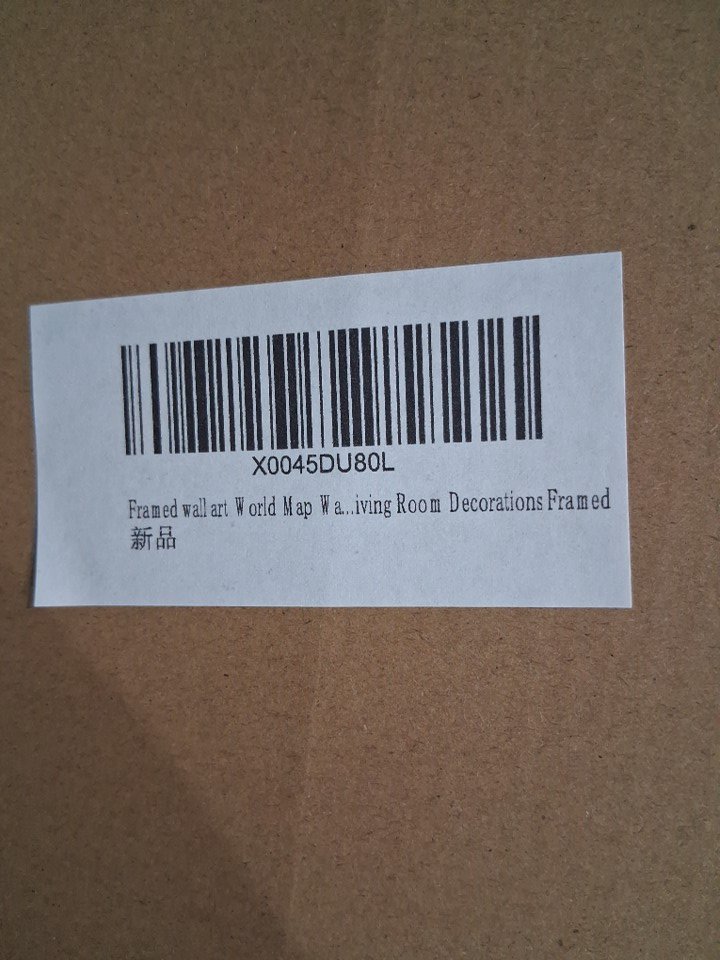 X0045DU80L
Framed wall art World Map Wa...iving Room Decorations Framed
新品